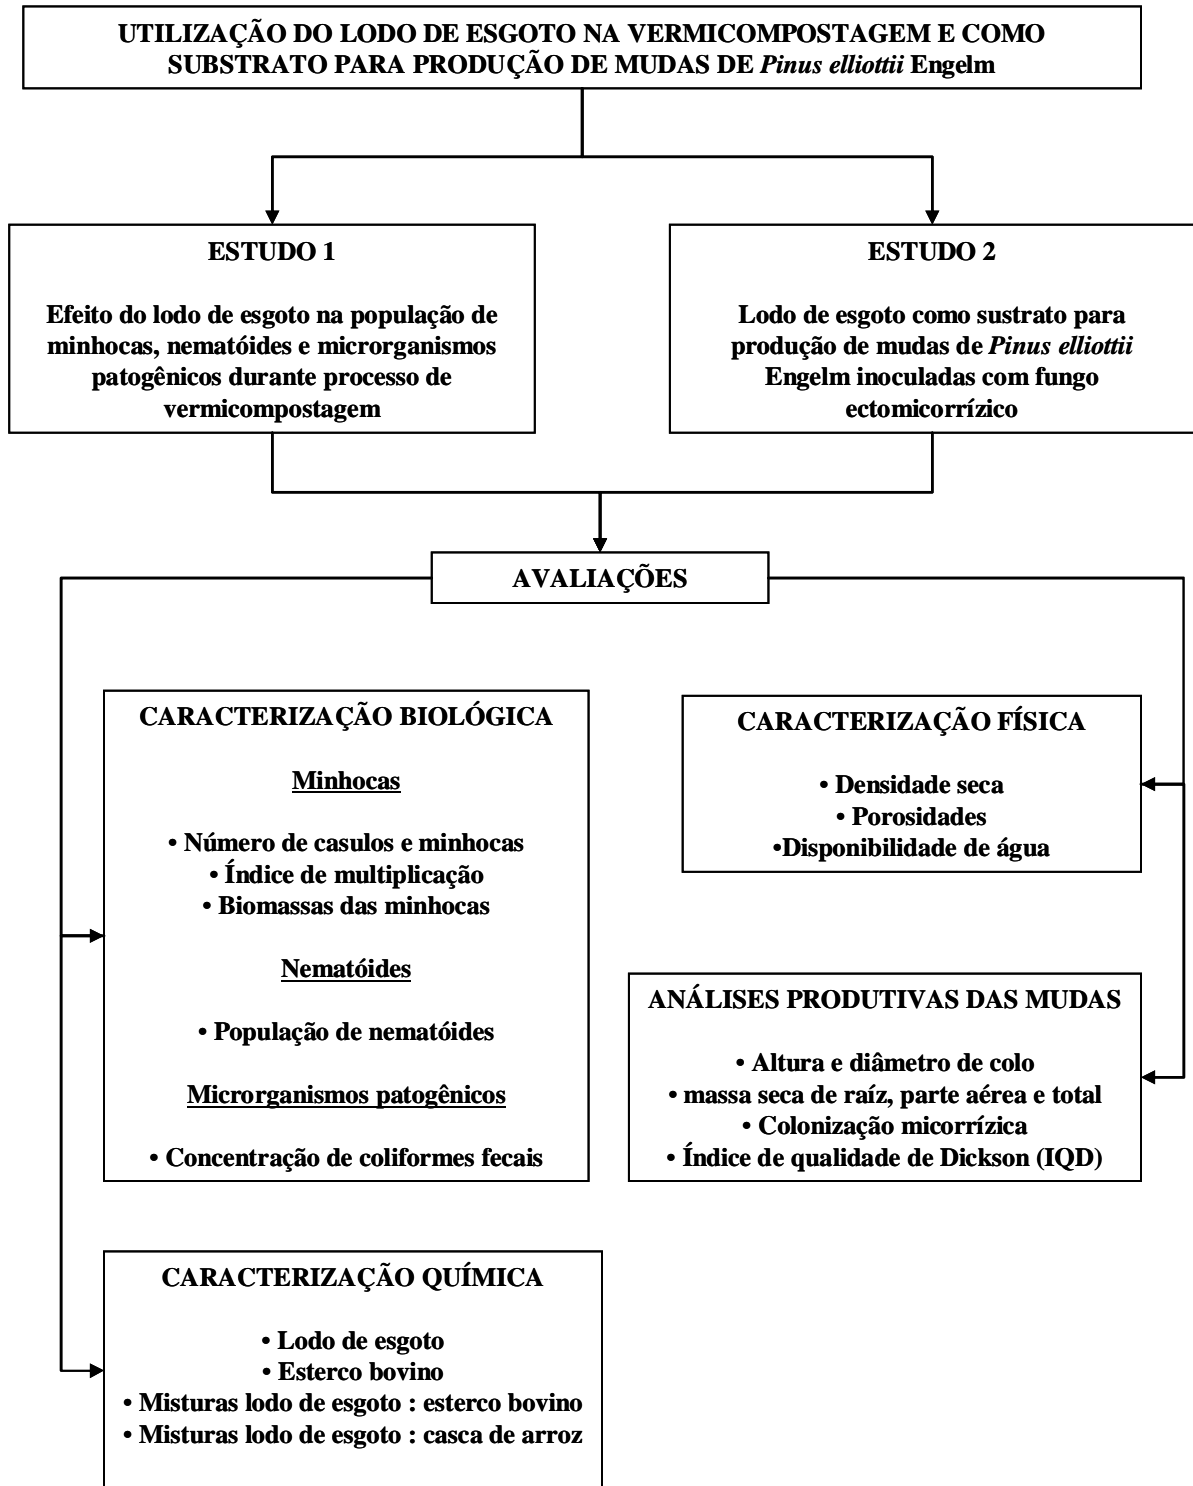 UTILIZAÇÃO DO LODO DE ESGOTO NA VERMICOMPOSTAGEM E COMO
SUBSTRATO PARA PRODUÇÃO DE MUDAS DE Pinus elliottii Engelm
ESTUDO 1
Efeito do lodo de esgoto na população de
minhocas, nematóides e microrganismos
patogênicos durante processo de
vermicompostagem
ESTUDO 2
Lodo de esgoto como sustrato para
produção de mudas de Pinus elliottii
Engelm inoculadas com fungo
ectomicorrízico
AVALIAÇÕES
CARACTERIZAÇÃO BIOLÓGICA
Minhocas
• Número de casulos e minhocas
• Índice de multiplicação
• Biomassas das minhocas
Nematóides
• População de nematóides
Microrganismos patogênicos
• Concentração de coliformes fecais
CARACTERIZAÇÃO FÍSICA
• Densidade seca
• Porosidades
•Disponibilidade de água
ANÁLISES PRODUTIVAS DAS MUDAS
• Altura e diâmetro de colo
• massa seca de raíz, parte aérea e total
• Colonização micorrízica
• Índice de qualidade de Dickson (IQD)
CARACTERIZAÇÃO QUÍMICA
• Lodo de esgoto
• Esterco bovino
• Misturas lodo de esgoto : esterco bovino
• Misturas lodo de esgoto : casca de arroz